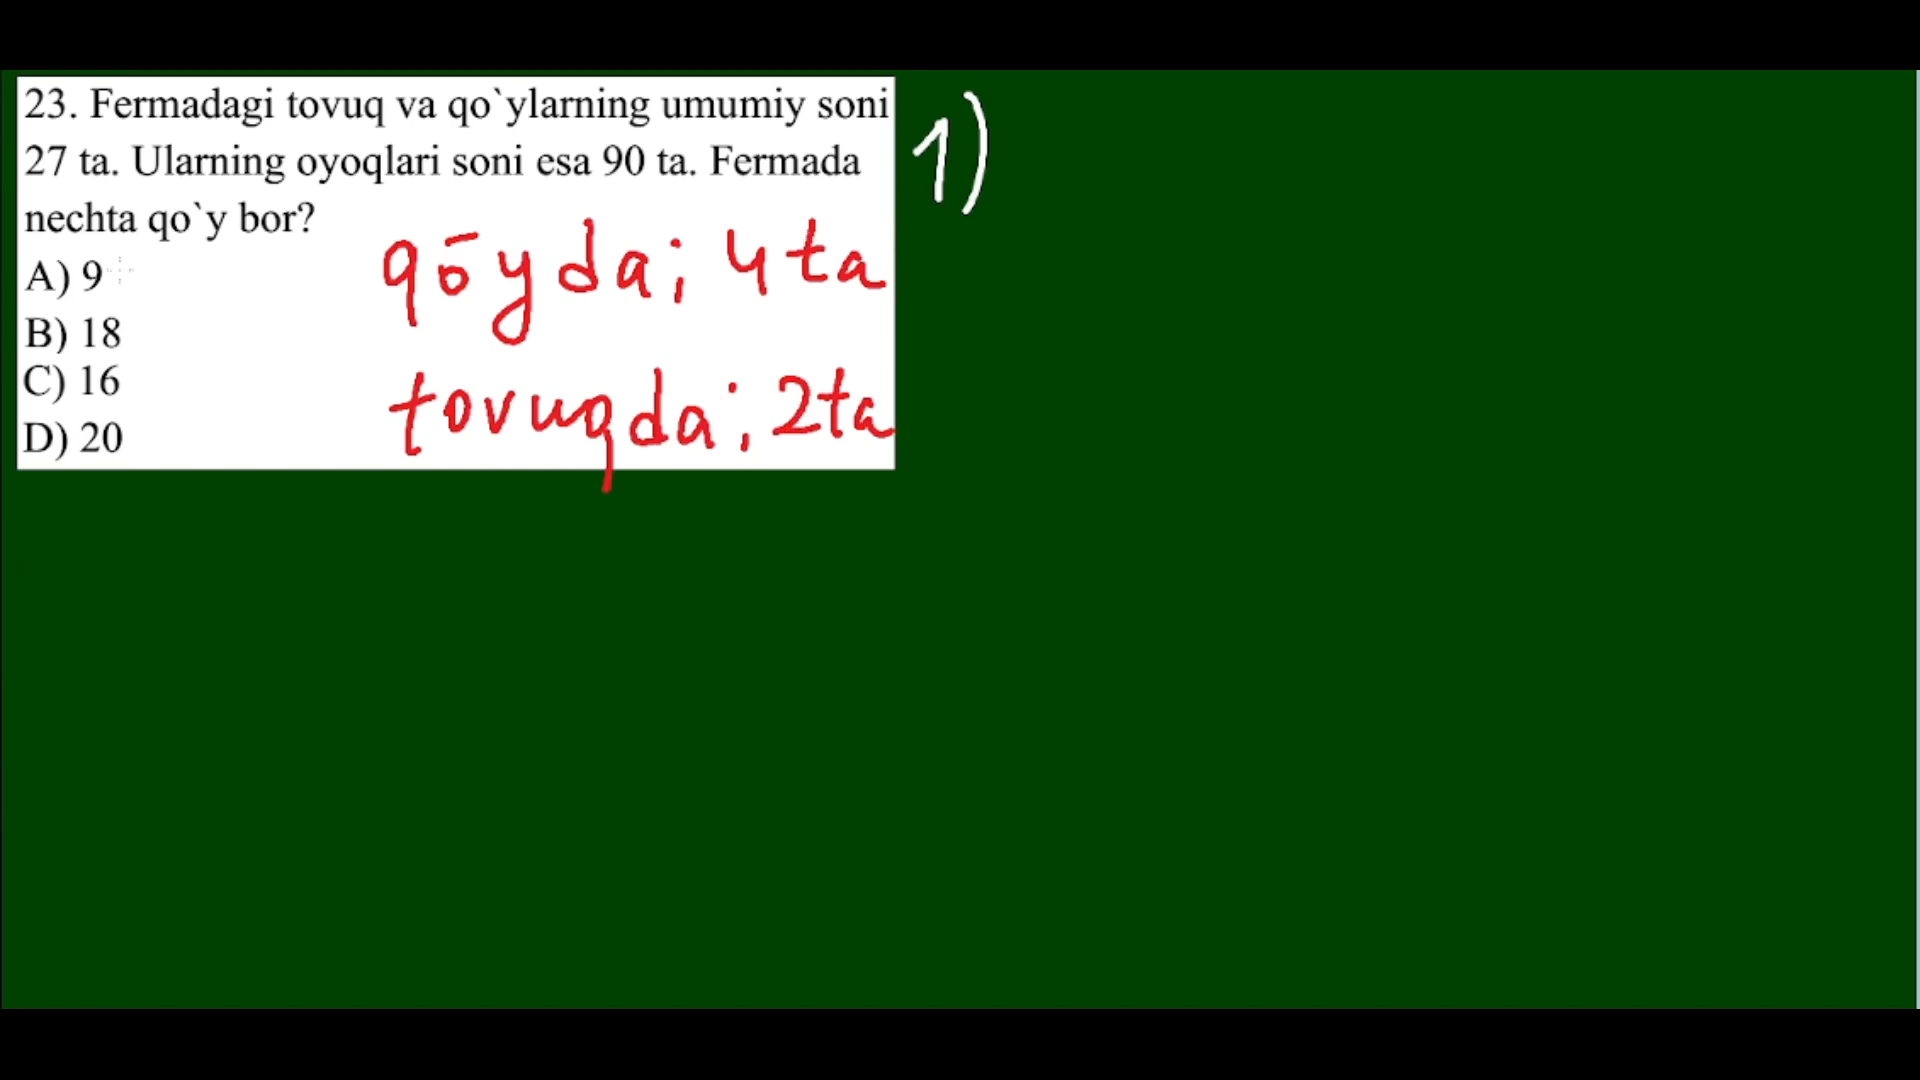 23. Fermadagi tovuq va qo`ylarning umumiy soni
27 ta. Ularning oyoqlari soni esa 90 ta. Fermada
nechta qo`y bor?
A) 9
B) 18
C) 16
D) 20
qōyda; 4ta
tovuqda; 2ta
1)